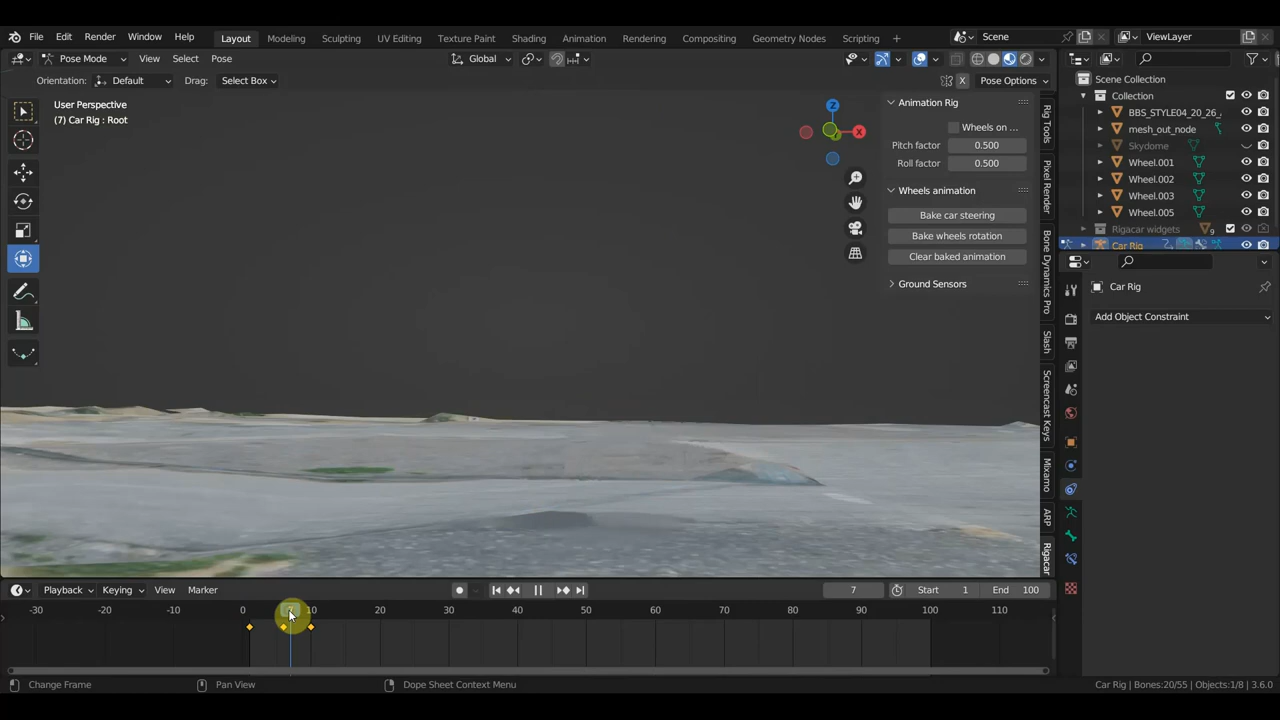 File Edit Render Window Help Layout Modeling Sculpting UV Editing Texture Paint Shading Animation Rendering Compositing Geometry Nodes Scripting + Scene ViewLayer
Pose Mode View Select Pose Global
Orientation: Default Drag: Select Box X Pose Options
User Perspective
(7) Car Rig : Root
Z
X
Y
Animation Rig
Wheels on ...
Pitch factor 0.500
Roll factor 0.500
Wheels animation
Bake car steering
Bake wheels rotation
Clear baked animation
Ground Sensors
Rig Tools
Pixel Render
Bone Dynamics Pro
Slash
Screencast Keys
Mixamo
ARP
Rigacar
Scene Collection
Collection
BBS_STYLE04_20_26_
mesh_out_node
Skydome
Wheel.001
Wheel.002
Wheel.003
Wheel.005
Rigacar widgets 9
Car Rig
Car Rig
Add Object Constraint
Playback Keying View Marker 7 Start 1 End 100
-30 -20 -10 0 7 10 20 30 40 50 60 70 80 90 100 110
Change Frame Pan View Dope Sheet Context Menu Car Rig | Bones:20/55 | Objects:1/8 | 3.6.0